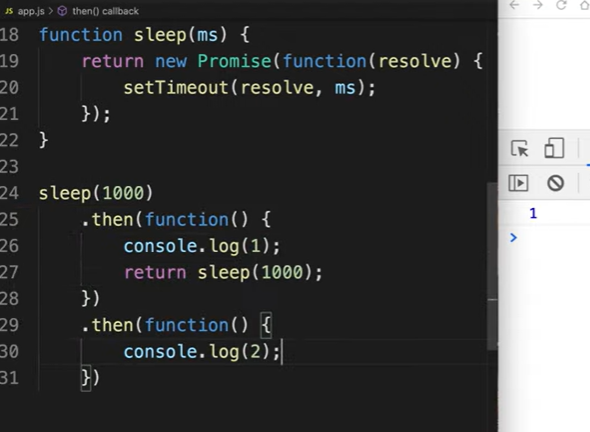 JS app.js > then() callback
18 function sleep(ms) {
19 return new Promise(function(resolve) {
20 setTimeout(resolve, ms);
21 });
22 }
23
24 sleep(1000)
25 .then(function() {
26 console.log(1);
27 return sleep(1000);
28 })
29 .then(function() {
30 console.log(2);
31 })
1